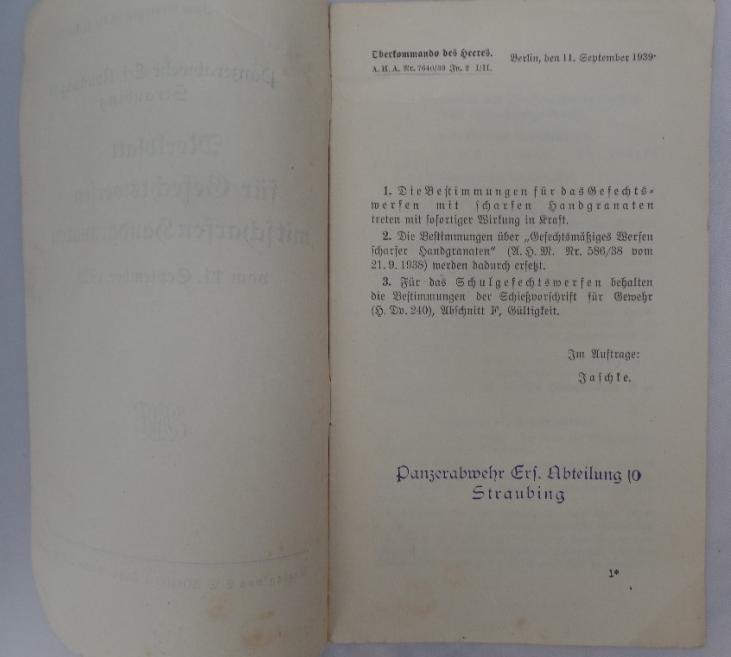 Oberkommando des Heeres.
A. H. A. Nr. 7640/39 Jn. 2 I/II.
Berlin, den 11. September 1939.
1. Die Bestimmungen für das Gefechts-
werfen mit scharfen Handgranaten
treten mit sofortiger Wirkung in Kraft.
2. Die Bestimmungen über „Gefechtsmäßiges Werfen
scharfer Handgranaten“ (A. H. M. Nr. 586/38 vom
21. 9. 1938) werden dadurch ersetzt.
3. Für das Schulgefechtswerfen behalten
die Bestimmungen der Schießvorschrift für Gewehr
(H. Dv. 240), Abschnitt F, Gültigkeit.
Im Auftrage:
Jaschke.
Panzerabwehr Ers. Abteilung 10
Straubing
1*